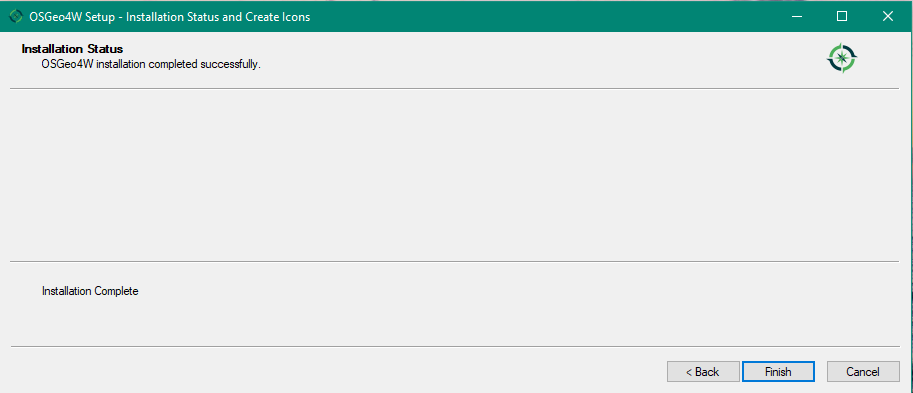 OSGeo4W Setup - Installation Status and Create Icons
Installation Status
OSGeo4W installation completed successfully.
Installation Complete
< Back
Finish
Cancel